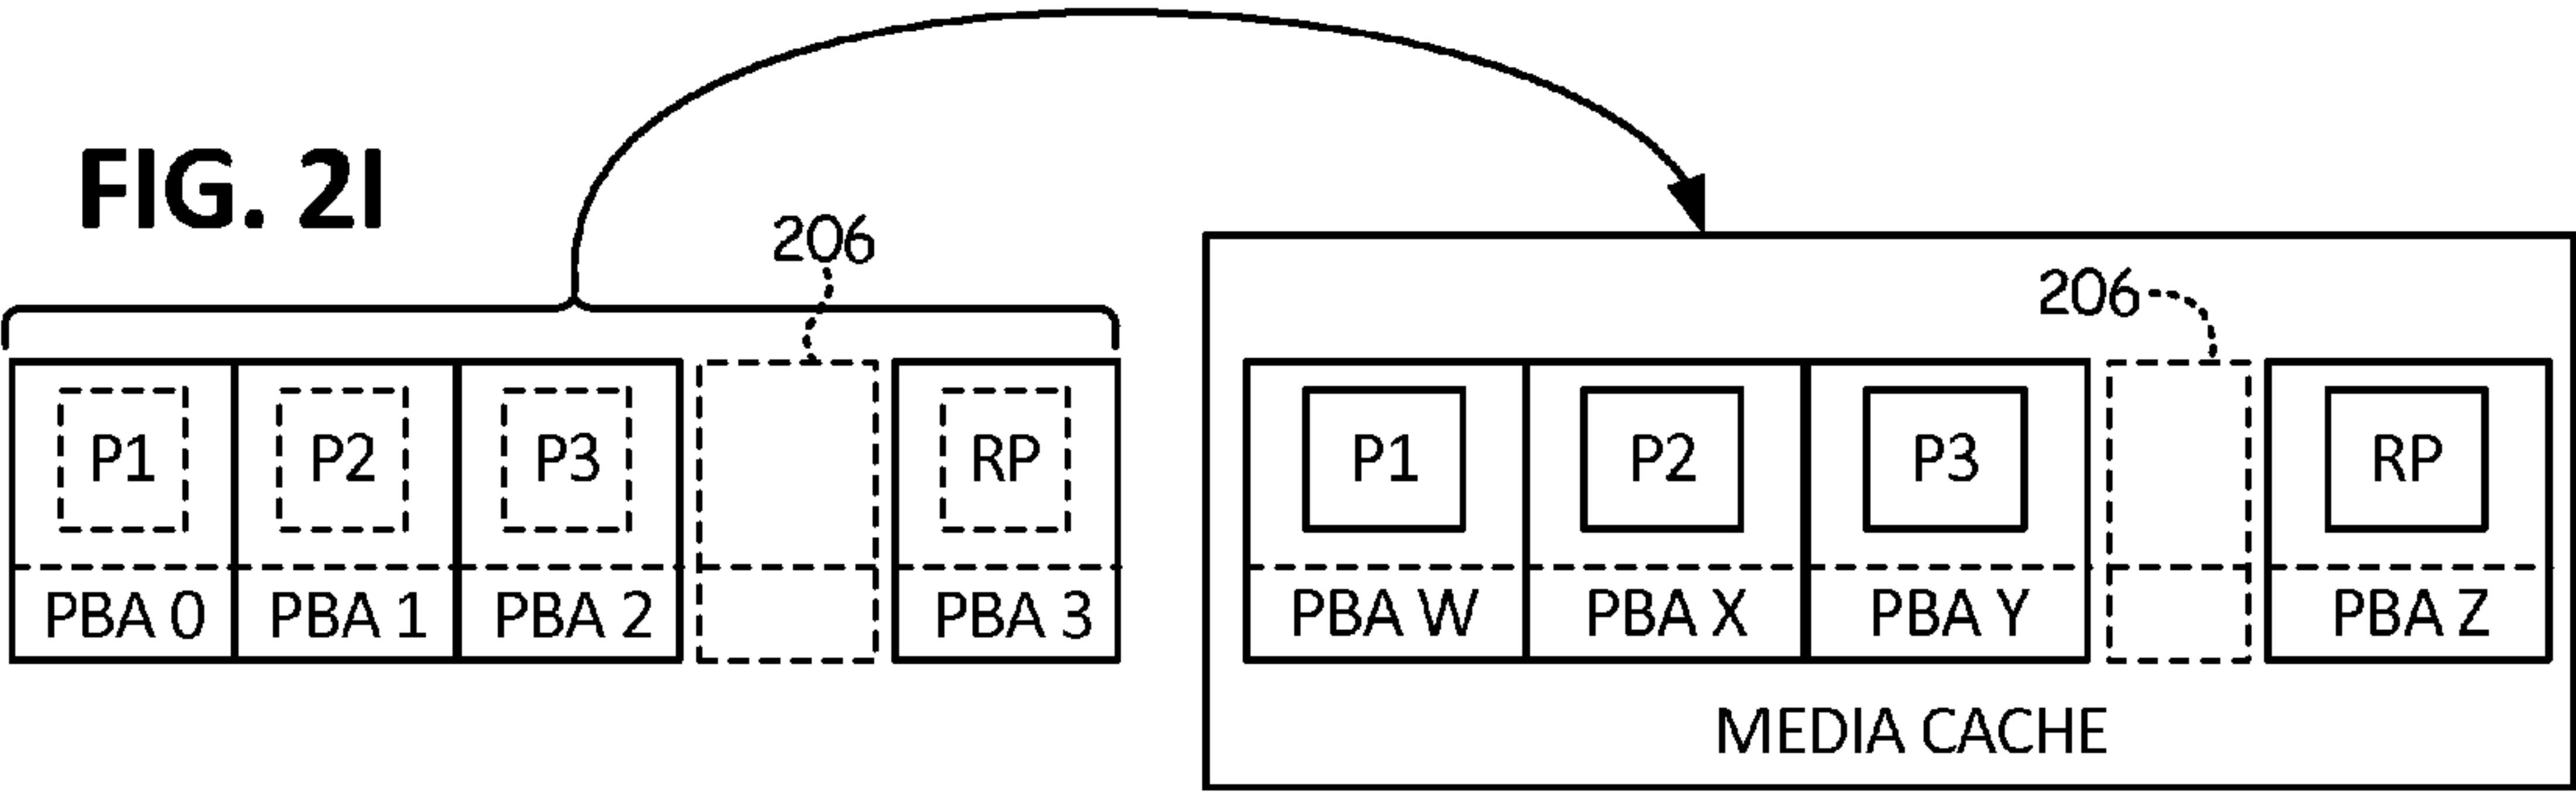 FIG. 2I
206
206
P1 P2 P3 RP P1 P2 P3 RP
PBA 0 PBA 1 PBA 2 PBA 3 PBA W PBA X PBA Y PBA Z
MEDIA CACHE